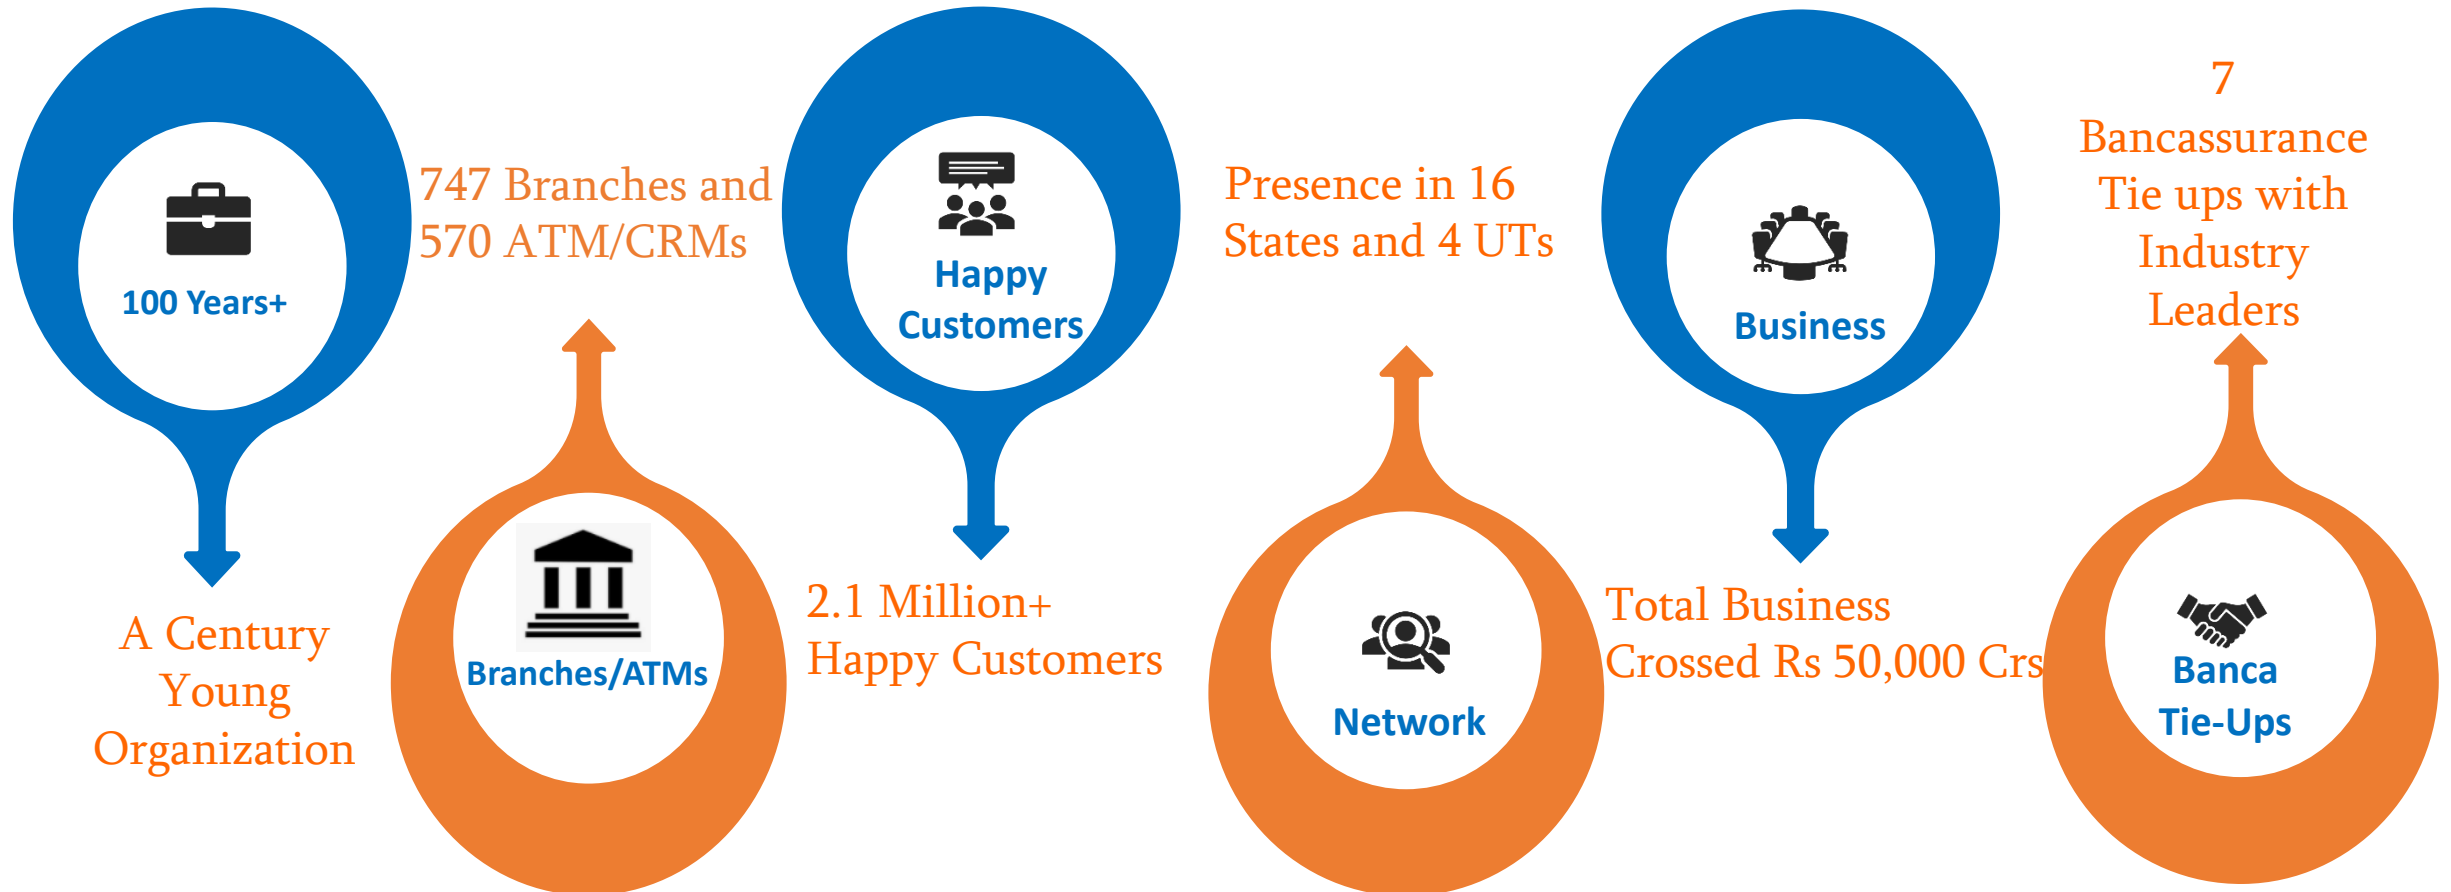 100 Years+
A Century
Young
Organization
747 Branches and
570 ATM/CRMs
Branches/ATMs
Happy
Customers
2.1 Million+
Happy Customers
Presence in 16
States and 4 UTs
Network
Business
Total Business
Crossed Rs 50,000 Crs
7
Bancassurance
Tie ups with
Industry
Leaders
Banca
Tie-Ups